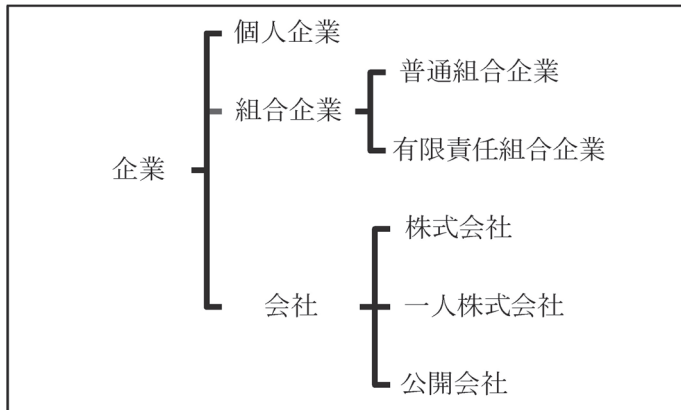 個人企業
普通組合企業
組合企業
有限責任組合企業
企業
株式会社
会社
一人株式会社
公開会社